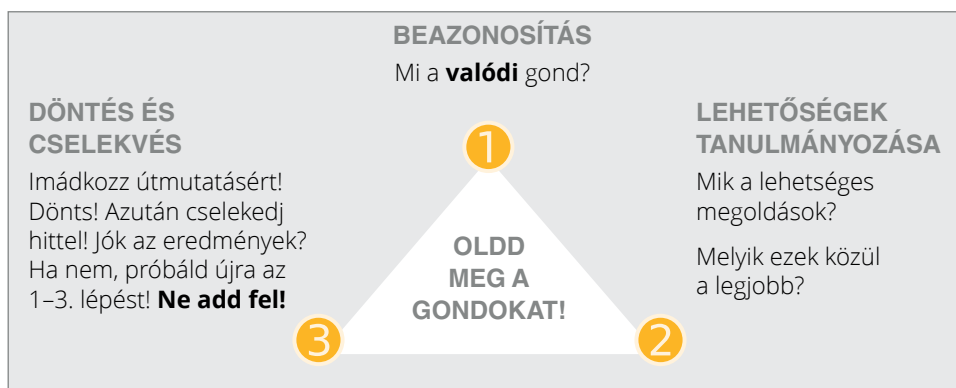 BEAZONOSÍTÁS
Mi a valódi gond?
1
LEHETŐSÉGEK
TANULMÁNYOZÁSA
Mik a lehetséges
megoldások?
Melyik ezek közül
a legjobb?
2
DÖNTÉS ÉS
CSELEKVÉS
Imádkozz útmutatásért!
Dönts! Azután cselekedj
hittel! Jók az eredmények?
Ha nem, próbáld újra az
1–3. lépést! Ne add fel!
3
OLDD
MEG A
GONDOKAT!